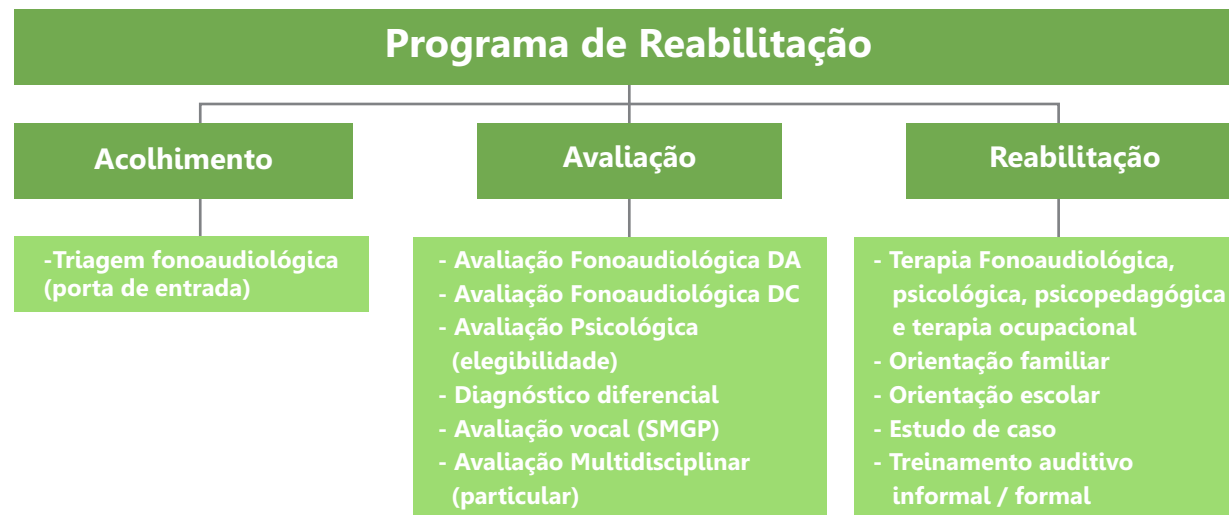 Programa de Reabilitação
Acolhimento
-Triagem fonoaudiológica
(porta de entrada)
Avaliação
- Avaliação Fonoaudiológica DA
- Avaliação Fonoaudiológica DC
- Avaliação Psicológica
(elegibilidade)
- Diagnóstico diferencial
- Avaliação vocal (SMGP)
- Avaliação Multidisciplinar
(particular)
Reabilitação
- Terapia Fonoaudiológica,
psicológica, psicopedagógica
e terapia ocupacional
- Orientação familiar
- Orientação escolar
- Estudo de caso
- Treinamento auditivo
informal / formal